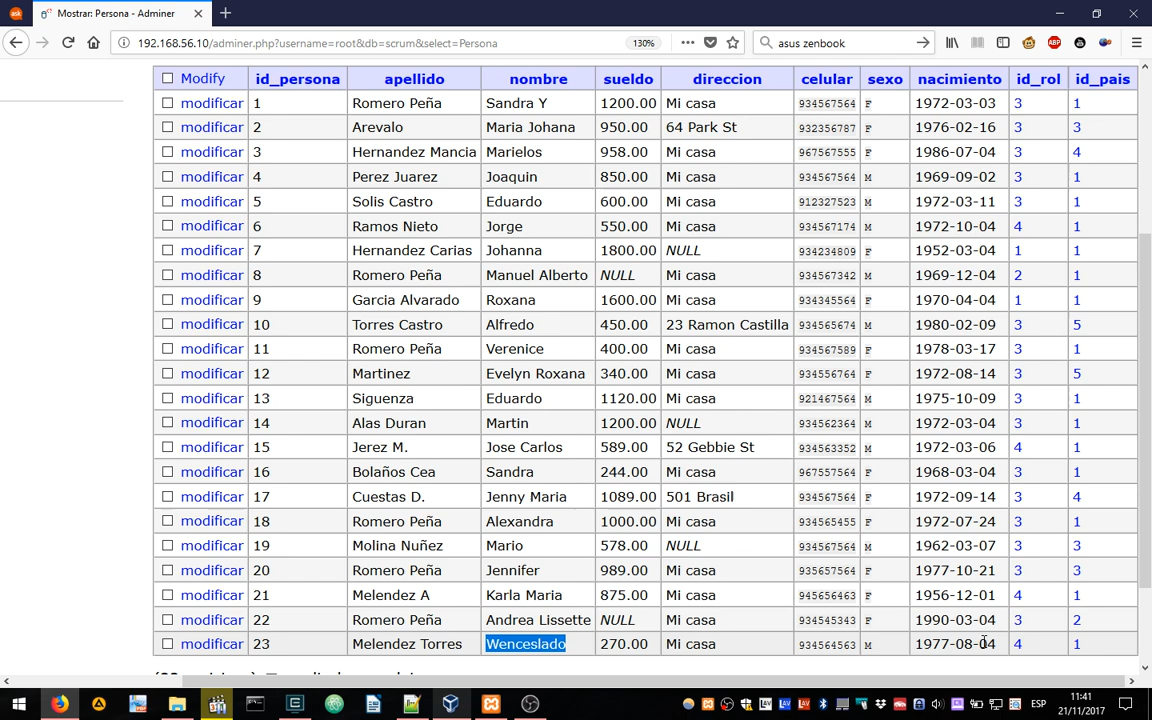 Mostrar: Persona - Adminer
192.168.56.10/adminer.php?username=root&db=scrum&select=Persona 130% asus zenbook
Modify id_persona apellido nombre sueldo direccion celular sexo nacimiento id_rol id_pais
modificar 1 Romero Peña Sandra Y 1200.00 Mi casa 934567564 F 1972-03-03 3 1
modificar 2 Arevalo Maria Johana 950.00 64 Park St 932356787 F 1976-02-16 3 3
modificar 3 Hernandez Mancia Marielos 958.00 Mi casa 967567555 F 1986-07-04 3 4
modificar 4 Perez Juarez Joaquin 850.00 Mi casa 934567564 M 1969-09-02 3 1
modificar 5 Solis Castro Eduardo 600.00 Mi casa 912327523 M 1972-03-11 3 1
modificar 6 Ramos Nieto Jorge 550.00 Mi casa 934567174 M 1972-10-04 4 1
modificar 7 Hernandez Carias Johanna 1800.00 NULL 934234809 F 1952-03-04 1 1
modificar 8 Romero Peña Manuel Alberto NULL Mi casa 934567342 M 1969-12-04 2 1
modificar 9 Garcia Alvarado Roxana 1600.00 Mi casa 934345564 F 1970-04-04 1 1
modificar 10 Torres Castro Alfredo 450.00 23 Ramon Castilla 934565674 M 1980-02-09 3 5
modificar 11 Romero Peña Verenice 400.00 Mi casa 934567589 F 1978-03-17 3 1
modificar 12 Martinez Evelyn Roxana 340.00 Mi casa 934556764 F 1972-08-14 3 5
modificar 13 Siguenza Eduardo 1120.00 Mi casa 921467564 M 1975-10-09 3 1
modificar 14 Alas Duran Martin 1200.00 NULL 934562364 M 1972-03-04 3 1
modificar 15 Jerez M. Jose Carlos 589.00 52 Gebbie St 934563352 M 1972-03-06 4 1
modificar 16 Bolaños Cea Sandra 244.00 Mi casa 967557564 F 1968-03-04 3 1
modificar 17 Cuestas D. Jenny Maria 1089.00 501 Brasil 934567564 F 1972-09-14 3 4
modificar 18 Romero Peña Alexandra 1000.00 Mi casa 934565455 F 1972-07-24 3 1
modificar 19 Molina Nuñez Mario 578.00 NULL 934567564 M 1962-03-07 3 3
modificar 20 Romero Peña Jennifer 989.00 Mi casa 935657564 F 1977-10-21 3 3
modificar 21 Melendez A Karla Maria 875.00 Mi casa 945656463 F 1956-12-01 4 1
modificar 22 Romero Peña Andrea Lissette NULL Mi casa 934545343 F 1990-03-04 3 2
modificar 23 Melendez Torres Wenceslado 270.00 Mi casa 934564563 M 1977-08-04 4 1
ESP 11:41
21/11/2017